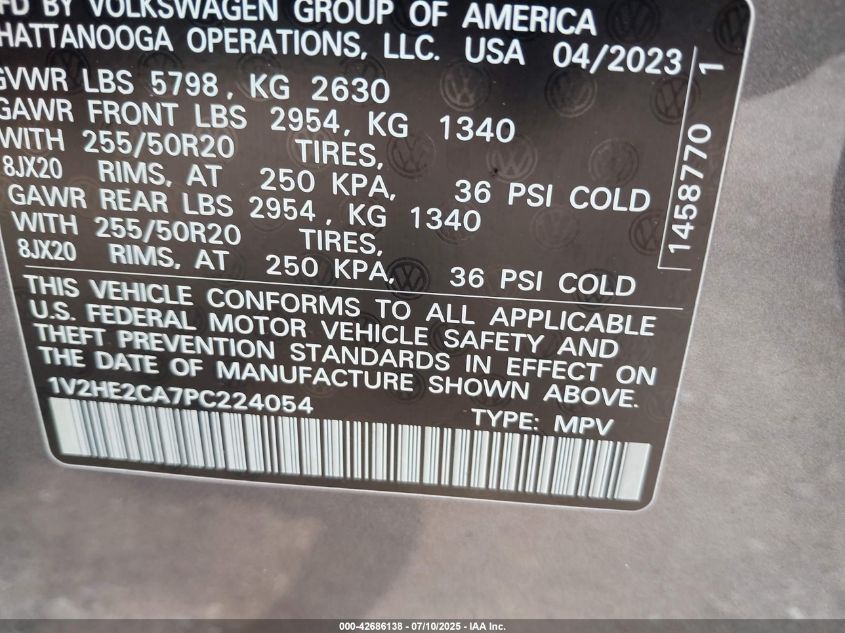 MFD BY VOLKSWAGEN GROUP OF AMERICA
CHATTANOOGA OPERATIONS, LLC. USA 04/2023
GVWR LBS 5798, KG 2630
GAWR FRONT LBS 2954, KG 1340
WITH 255/50R20 TIRES,
8JX20 RIMS, AT 250 KPA, 36 PSI COLD
GAWR REAR LBS 2954, KG 1340
WITH 255/50R20 TIRES,
8JX20 RIMS, AT 250 KPA, 36 PSI COLD
1458770 1
THIS VEHICLE CONFORMS TO ALL APPLICABLE
U.S. FEDERAL MOTOR VEHICLE SAFETY AND
THEFT PREVENTION STANDARDS IN EFFECT ON
THE DATE OF MANUFACTURE SHOWN ABOVE.
1V2HE2CA7PC224054 TYPE: MPV
000-42686138 - 07/10/2025 - IAA Inc.